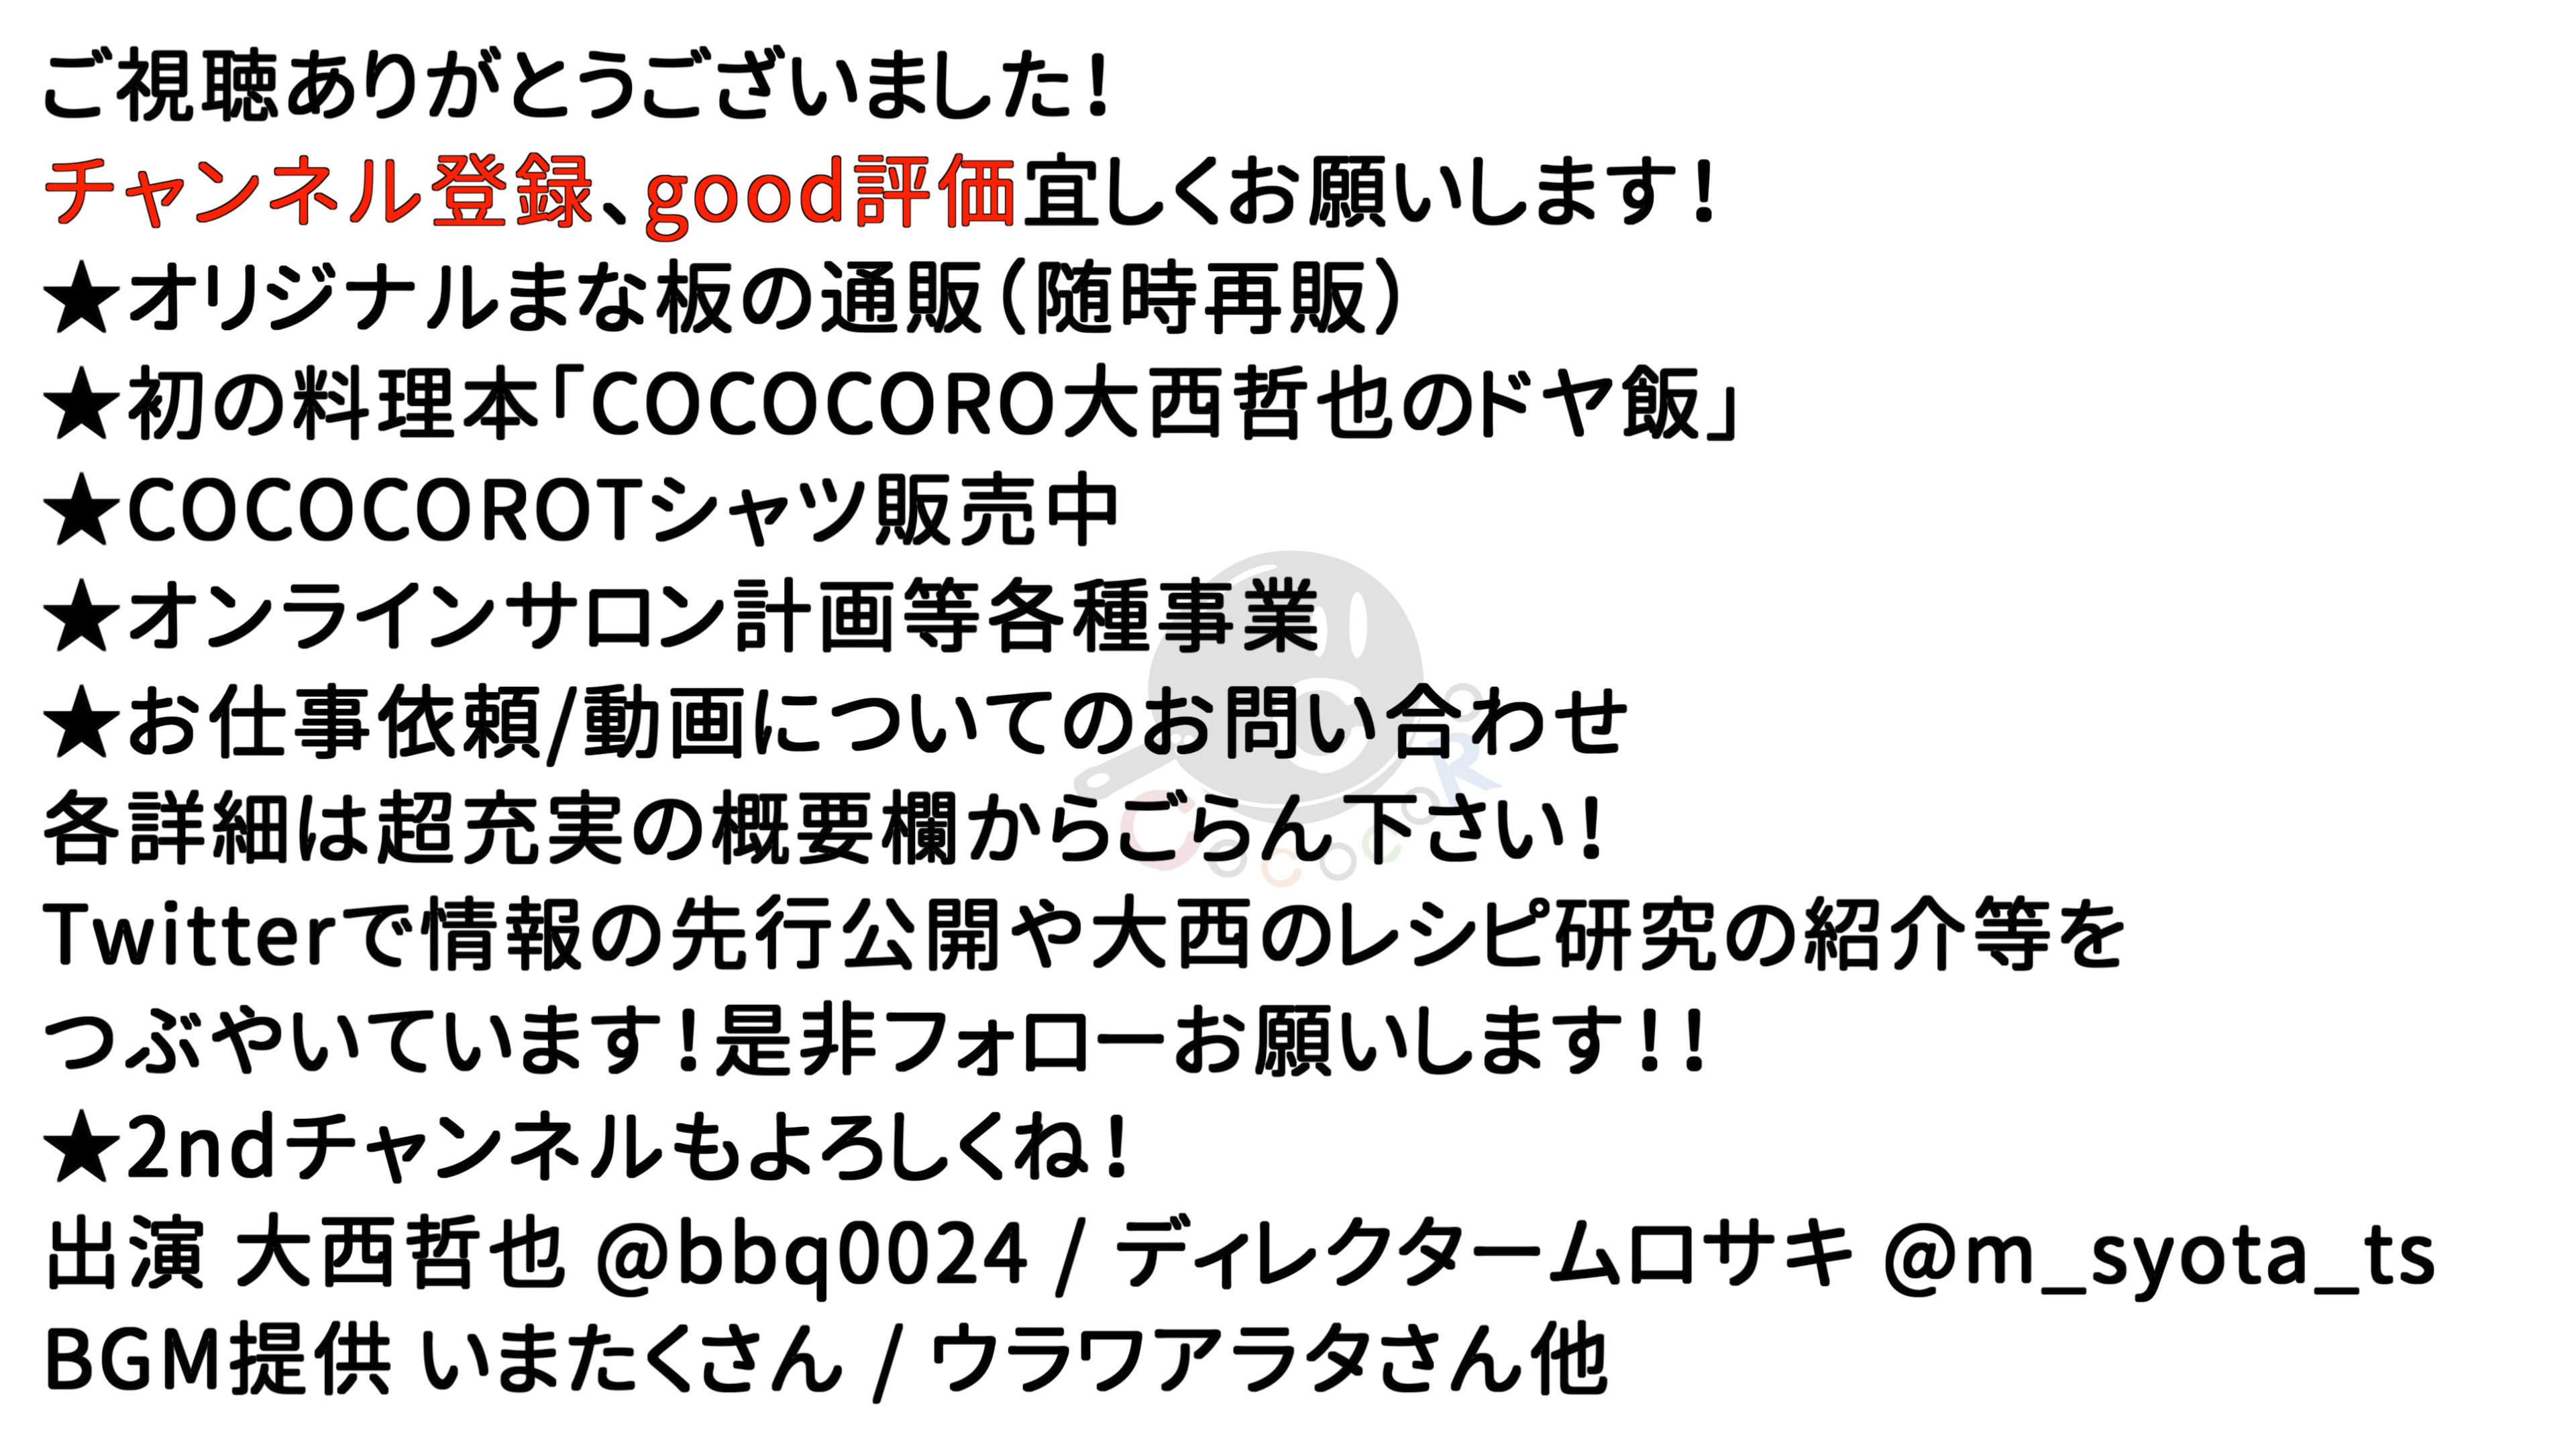 ご視聴ありがとうございました！
チャンネル登録、good評価宜しくお願いします！
★オリジナルまな板の通販（随時再販）
★初の料理本「COCOCORO大西哲也のドヤ飯」
★COCOCOROTシャツ販売中
★オンラインサロン計画等各種事業
★お仕事依頼/動画についてのお問い合わせ
各詳細は超充実の概要欄からごらん下さい！
Twitterで情報の先行公開や大西のレシピ研究の紹介等を
つぶやいています！是非フォローお願いします！！
★2ndチャンネルもよろしくね！
出演 大西哲也 @bbq0024 / ディレクタームロサキ @m_syota_ts
BGM提供 いまたくさん / ウラワアラタさん他
CoCoCoRo